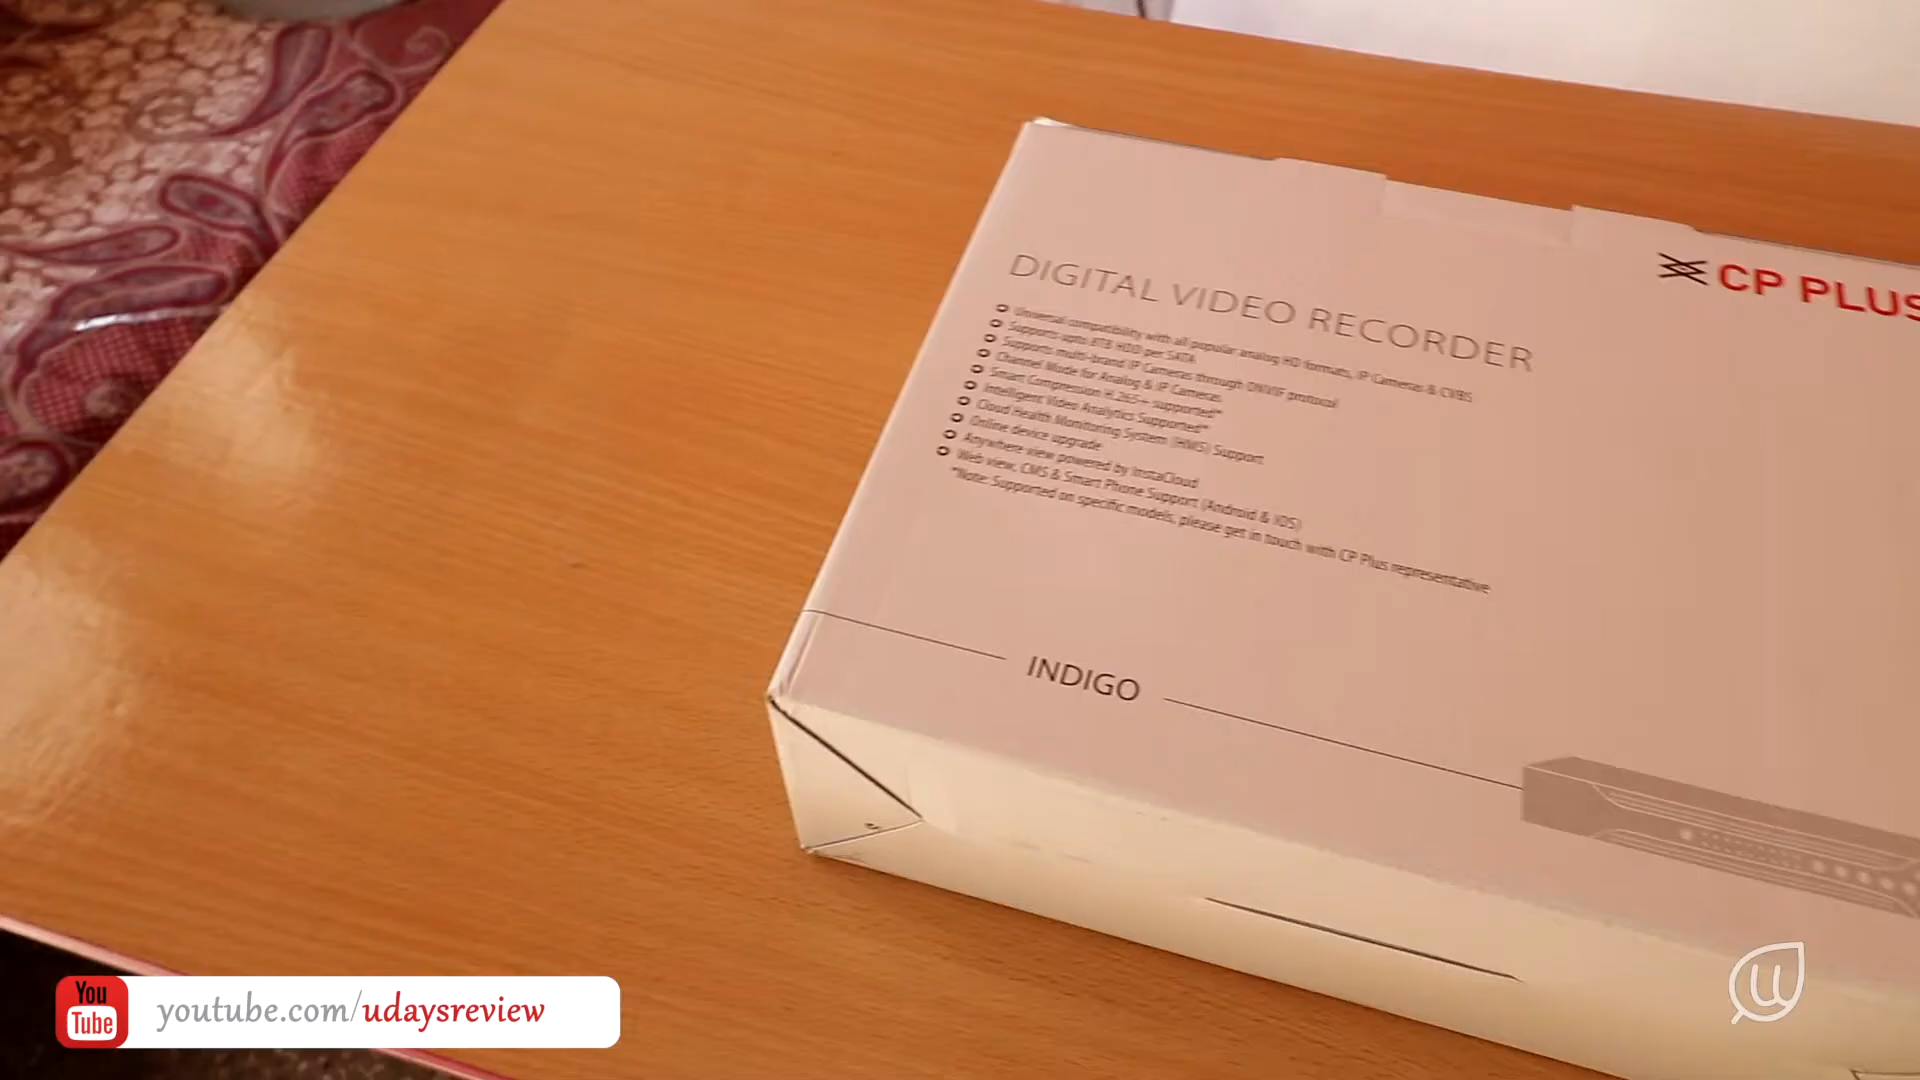 CP PLUS
DIGITAL VIDEO RECORDER
Universal compatibility with all popular analog HD formats, IP Cameras & CVBS
Supports upto 8TB HDD per SATA
Supports multi-brand IP Cameras through ONVIF protocol
Channel Mode for Analog & IP Cameras
Smart Compression H.265+ supported*
Intelligent Video Analytics Supported*
Cloud Health Monitoring System (HMS) Support
Online device upgrade
Anywhere view powered by InstaCloud
Web view, CMS & Smart Phone Support (Android & iOS)
*Note: Supported on specific models, please get in touch with CP Plus representative
INDIGO
You
Tube
youtube.com/udaysreview
u